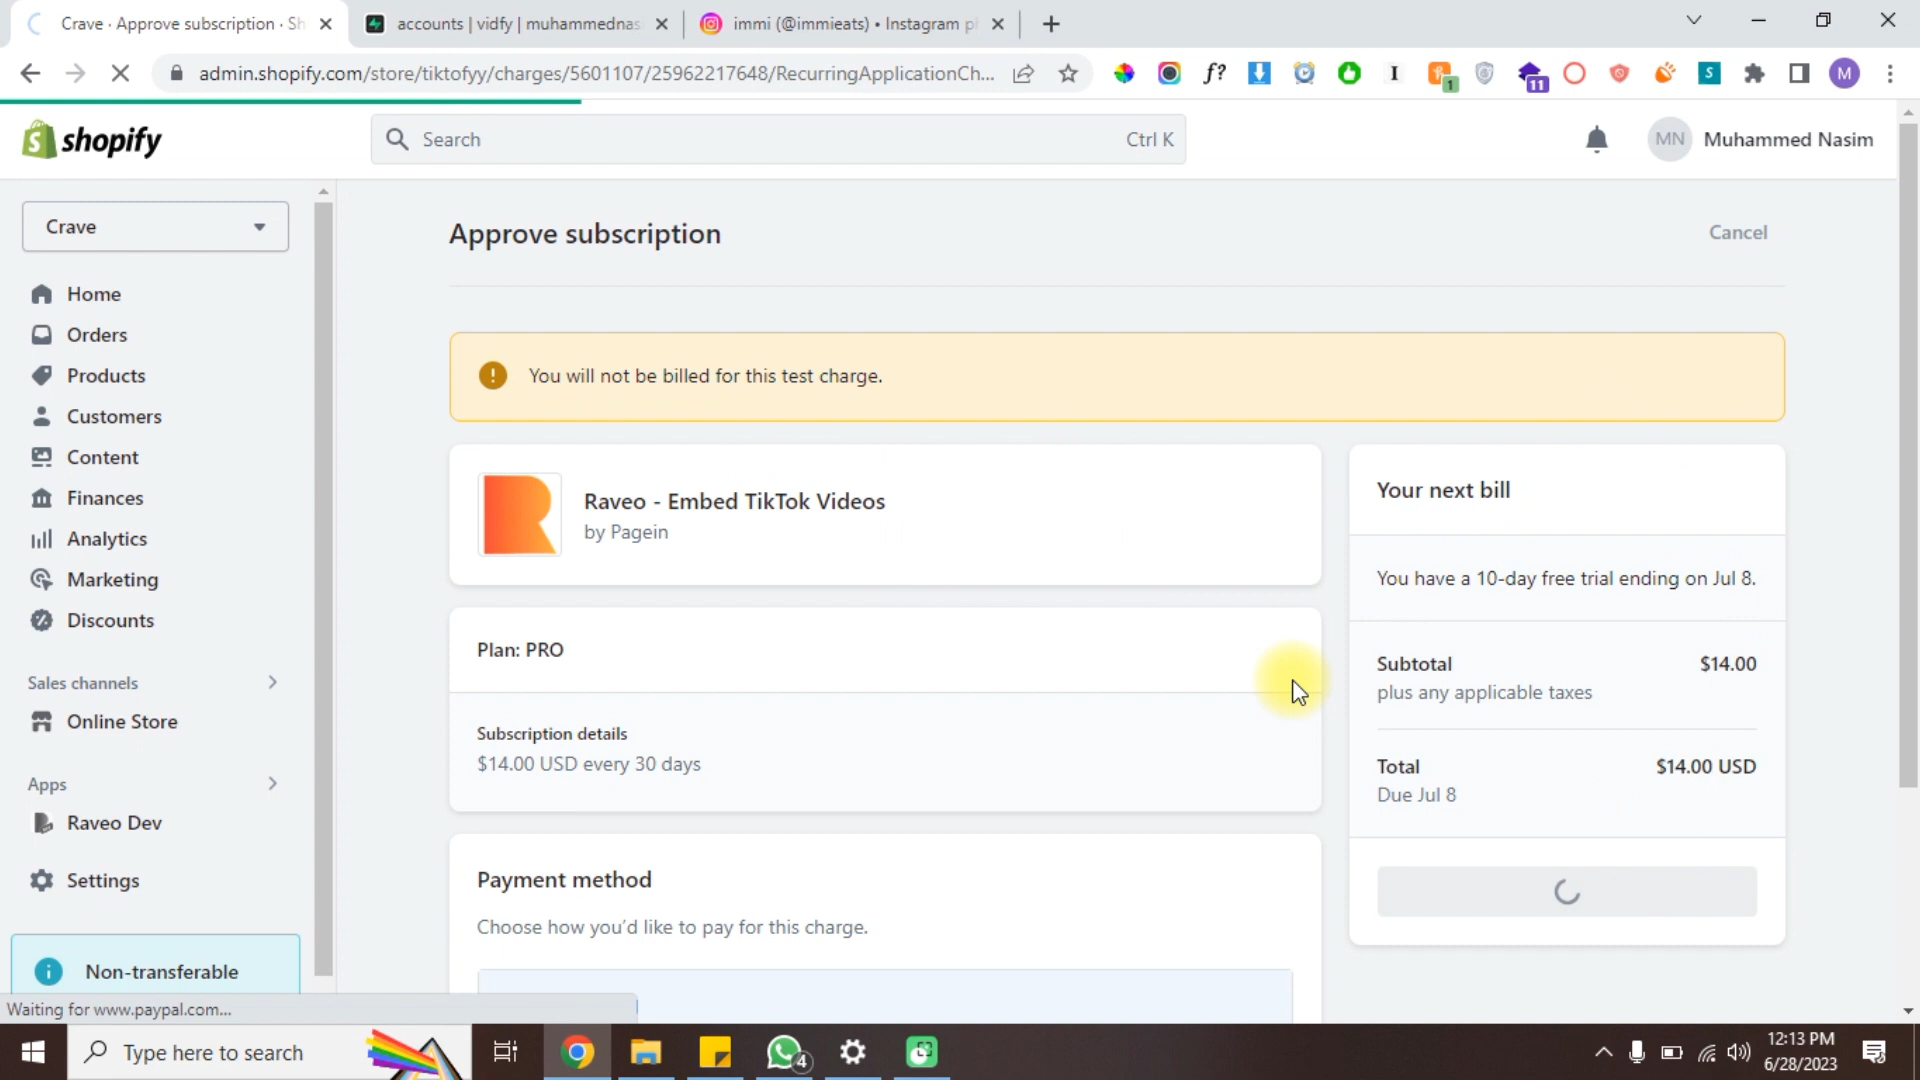 Crave · Approve subscription · Sh
accounts | vidfy | muhammednas
immi (@immieats) • Instagram p
admin.shopify.com/store/tiktofyy/charges/5601107/25962217648/RecurringApplicationCh...
f?
I
1
11
S
M
shopify
Search
Ctrl K
MN
Muhammed Nasim
Crave
Home
Orders
Products
Customers
Content
Finances
Analytics
Marketing
Discounts
Sales channels
Online Store
Apps
Raveo Dev
Settings
Non-transferable
Approve subscription
Cancel
You will not be billed for this test charge.
Raveo - Embed TikTok Videos
by Pagein
Plan: PRO
Subscription details
$14.00 USD every 30 days
Payment method
Choose how you'd like to pay for this charge.
Your next bill
You have a 10-day free trial ending on Jul 8.
Subtotal
$14.00
plus any applicable taxes
Total
$14.00 USD
Due Jul 8
Waiting for www.paypal.com...
Type here to search
4
12:13 PM
6/28/2023